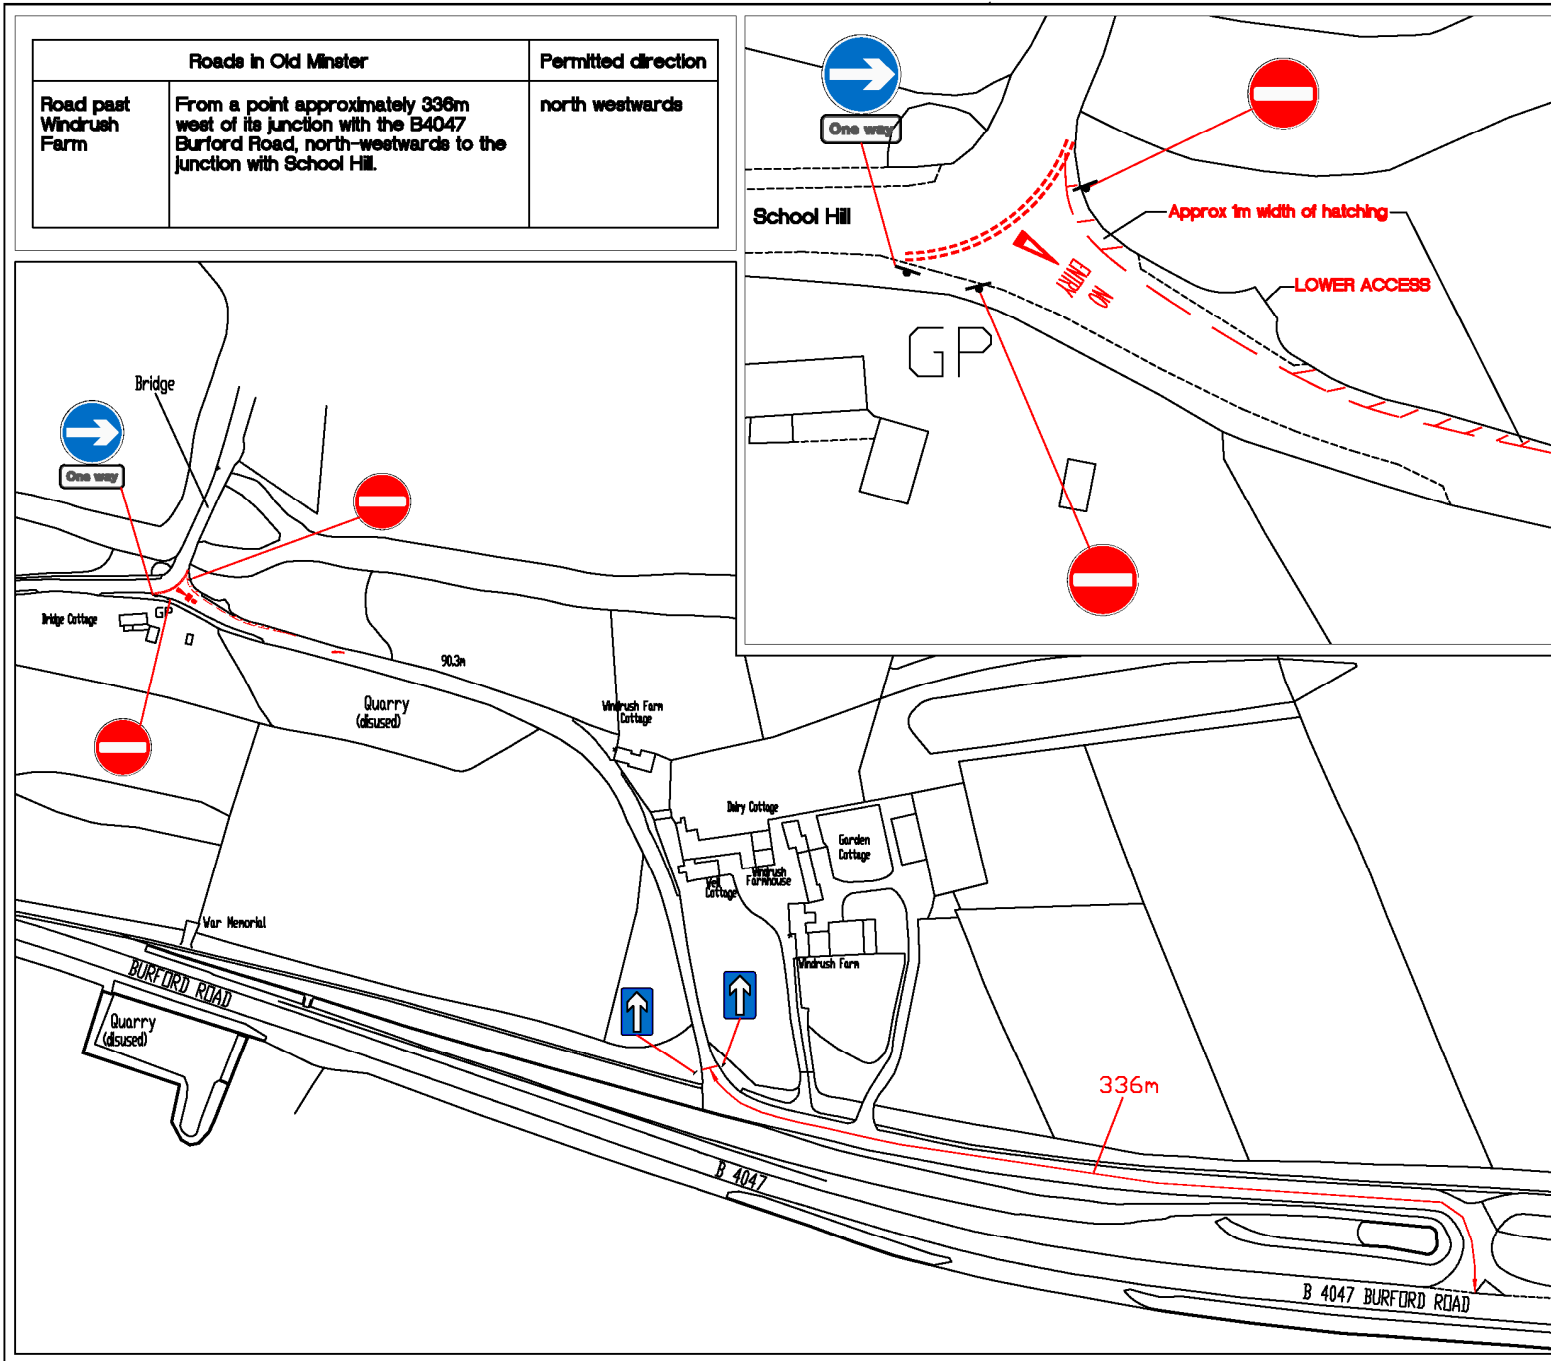 Roads in Old Minster
Permitted direction
Road past
Windrush
Farm
From a point approximately 336m
west of its junction with the B4047
Burford Road, north-westwards to the
junction with School Hill.
north westwards
One way
School Hill
Approx 1m width of hatching
LOWER ACCESS
NO
ENTRY
GP
Bridge
One way
Bridge Cottage
GP
90.3m
Quarry
(disused)
Windrush Farm
Cottage
Dairy Cottage
Garden
Cottage
Windrush
Farmhouse
Well
Cottage
War Memorial
Windrush Farm
BURFORD ROAD
Quarry
(disused)
336m
B 4047
B 4047 BURFORD ROAD